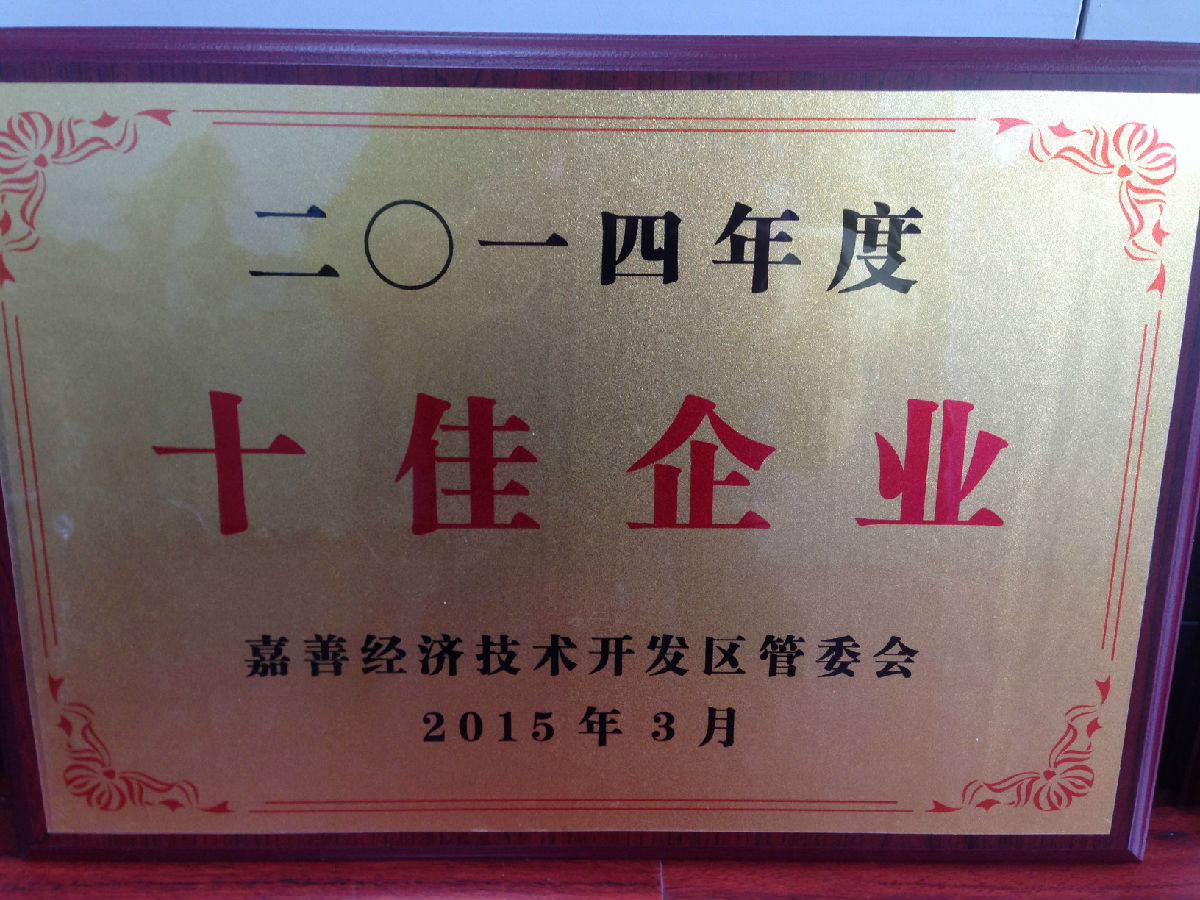 二〇一四年度
十佳企业
嘉善经济技术开发区管委会
2015年3月